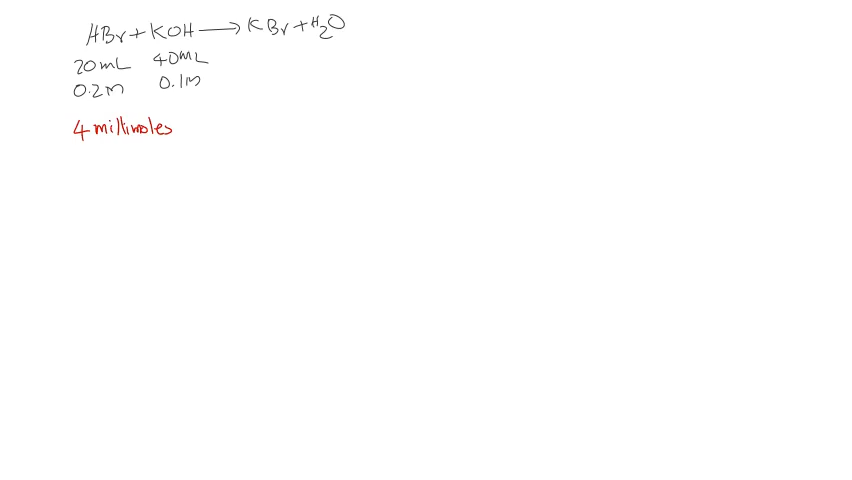 HBr + KOH ⟶ KBr + H₂O
20mL 40mL
0.2m 0.1m
4 millimoles